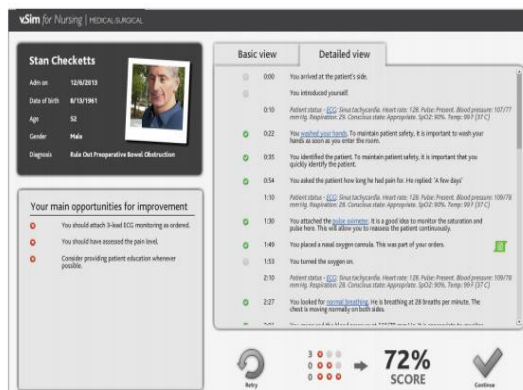 vSim for Nursing | MEDICAL-SURGICAL
Stan Checketts
Adm on 12/6/2013
Date of birth 8/13/1961
Age 52
Gender Male
Diagnosis Rule Out Preoperative Bowel Obstruction
Your main opportunities for improvement
You should attach 3-lead ECG monitoring as ordered.
You should have assessed the pain level.
Consider providing patient education whenever
possible.
Basic view Detailed view
0:00 You arrived at the patient's side.
You introduced yourself.
0:10 Patient status - ECG: Sinus tachycardia. Heart rate: 128. Pulse: Present. Blood pressure: 107/77
mm Hg. Respiration: 29. Conscious state: Appropriate. SpO2: 90%. Temp: 99 F (37 C)
0:22 You washed your hands. To maintain patient safety, it is important to wash your
hands as soon as you enter the room.
0:35 You identified the patient. To maintain patient safety, it is important that you
quickly identify the patient.
0:54 You asked the patient how long he had pain for. He replied: 'A few days'
1:10 Patient status - ECG: Sinus tachycardia. Heart rate: 128. Pulse: Present. Blood pressure: 109/78
mm Hg. Respiration: 28. Conscious state: Appropriate. SpO2: 90%. Temp: 99 F (37 C)
1:30 You attached the pulse oximeter. It is a good idea to monitor the saturation and
pulse here. This will allow you to reassess the patient continuously.
1:49 You placed a nasal oxygen cannula. This was part of your orders.
1:53 You turned the oxygen on.
2:10 Patient status - ECG: Sinus tachycardia. Heart rate: 128. Pulse: Present. Blood pressure: 109/78
mm Hg. Respiration: 28. Conscious state: Appropriate. SpO2: 90%. Temp: 99 F (37 C)
2:27 You looked for normal breathing. He is breathing at 28 breaths per minute. The
chest is moving normally on both sides.
Retry
3
0
0
72%
SCORE
Continue